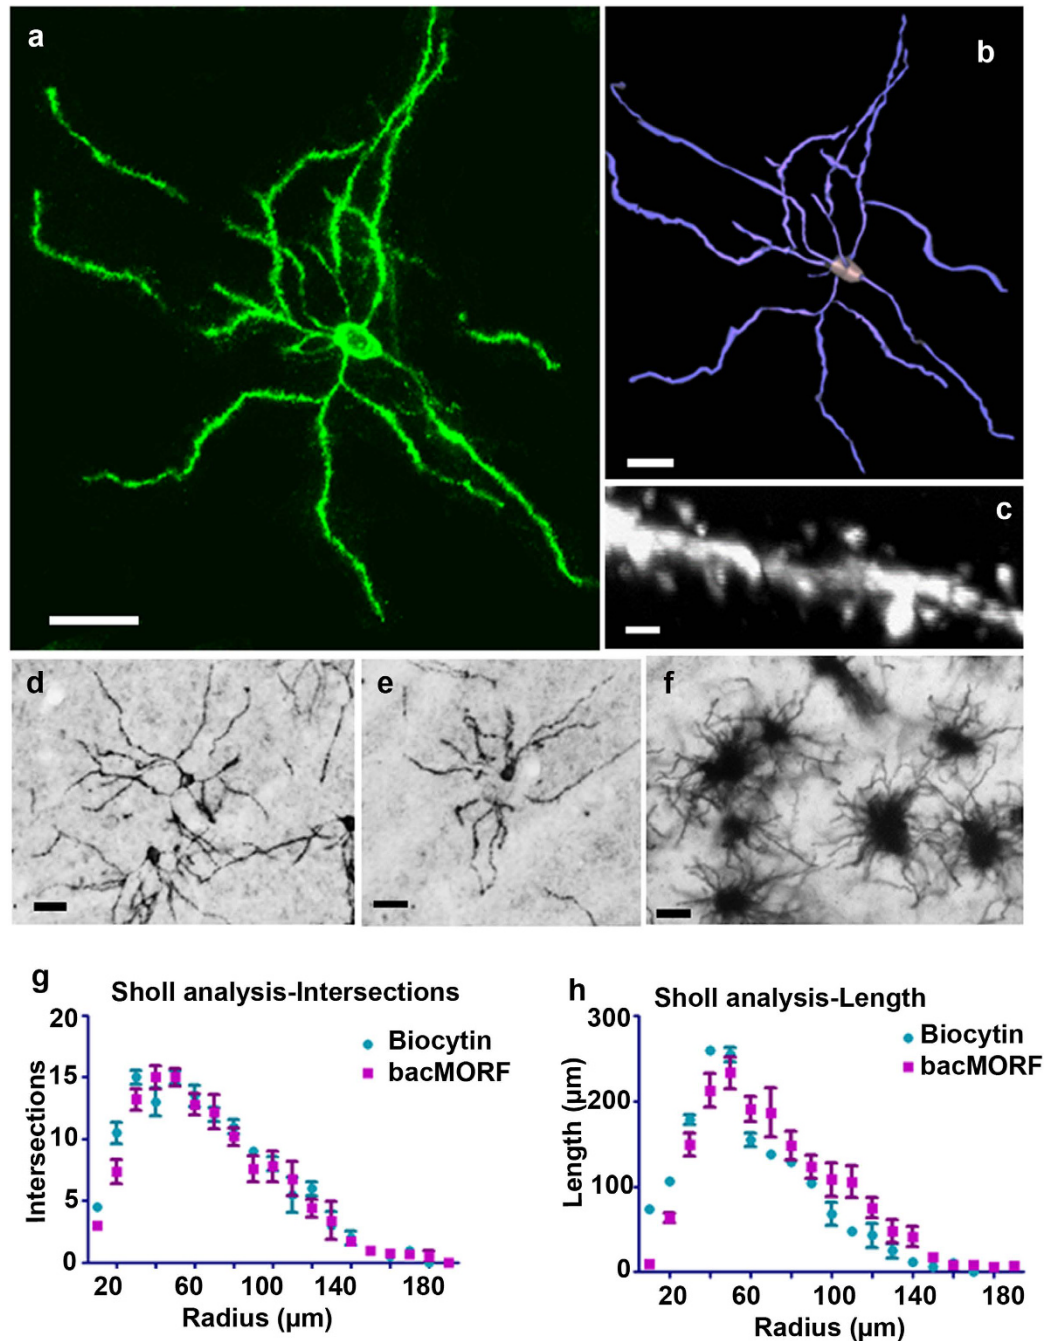 a
b
c
d
e
f
g
Sholl analysis-Intersections
20
15
10
5
0
Intersections
Biocytin
bacMORF
20
60
100
140
180
Radius (µm)
h
Sholl analysis-Length
300
200
100
0
Length (µm)
Biocytin
bacMORF
20
60
100
140
180
Radius (µm)